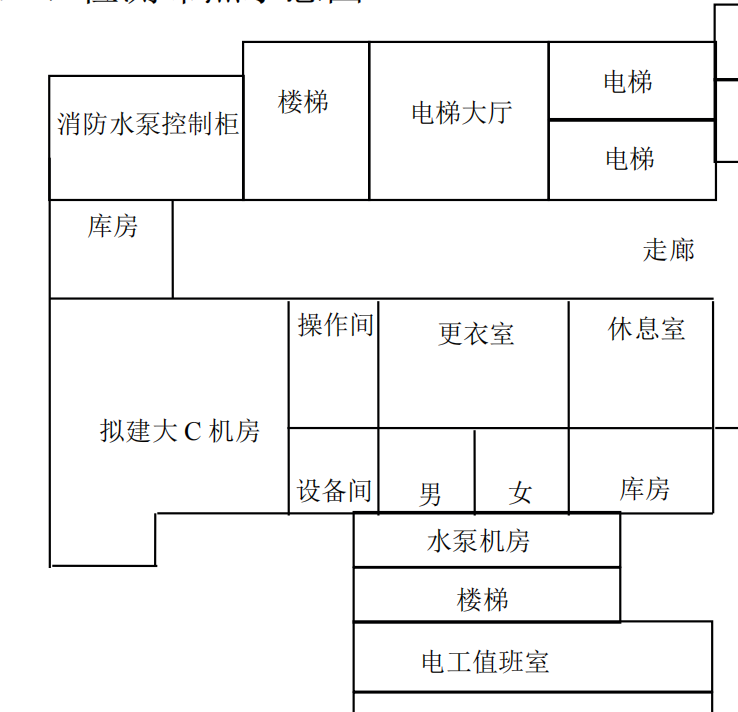 消防水泵控制柜
楼梯
电梯大厅
电梯
电梯
库房
走廊
操作间
更衣室
休息室
拟建大 C 机房
设备间
男
女
库房
水泵机房
楼梯
电工值班室